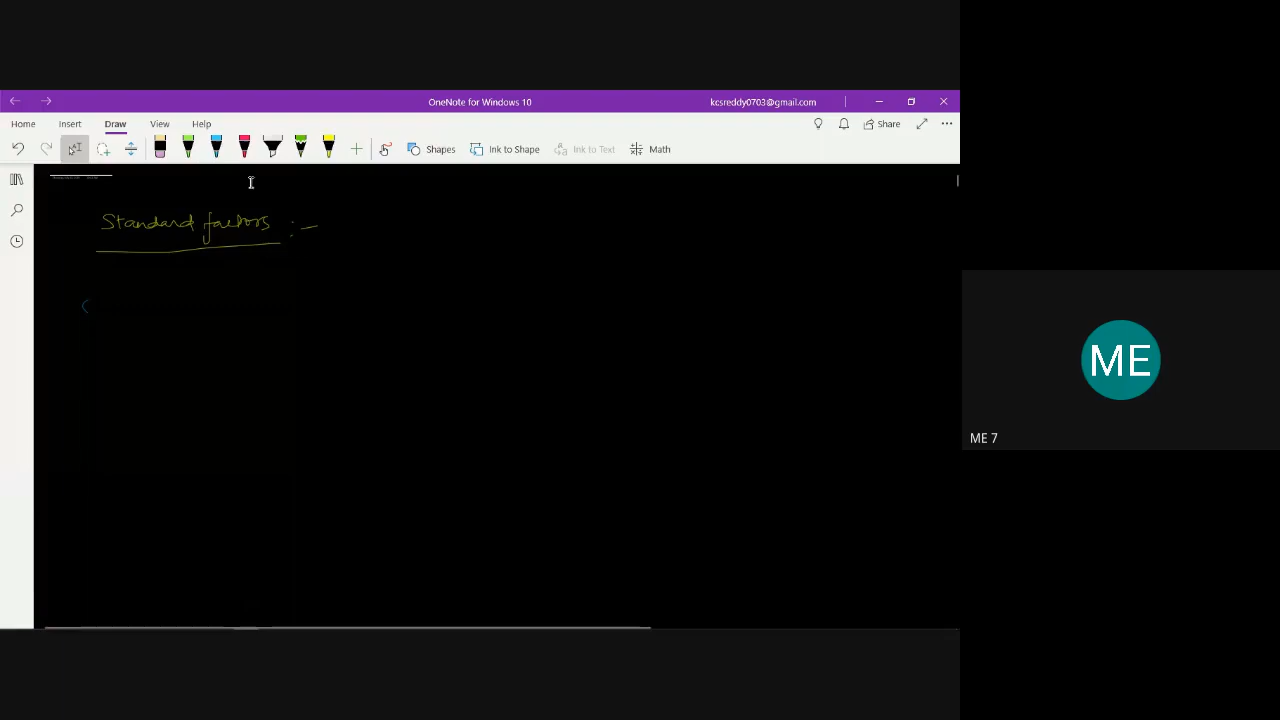 OneNote for Windows 10
kcsreddy0703@gmail.com
Home Insert Draw View Help
Share
Shapes Ink to Shape Ink to Text Math
Standard factors :-
(
ME
ME 7